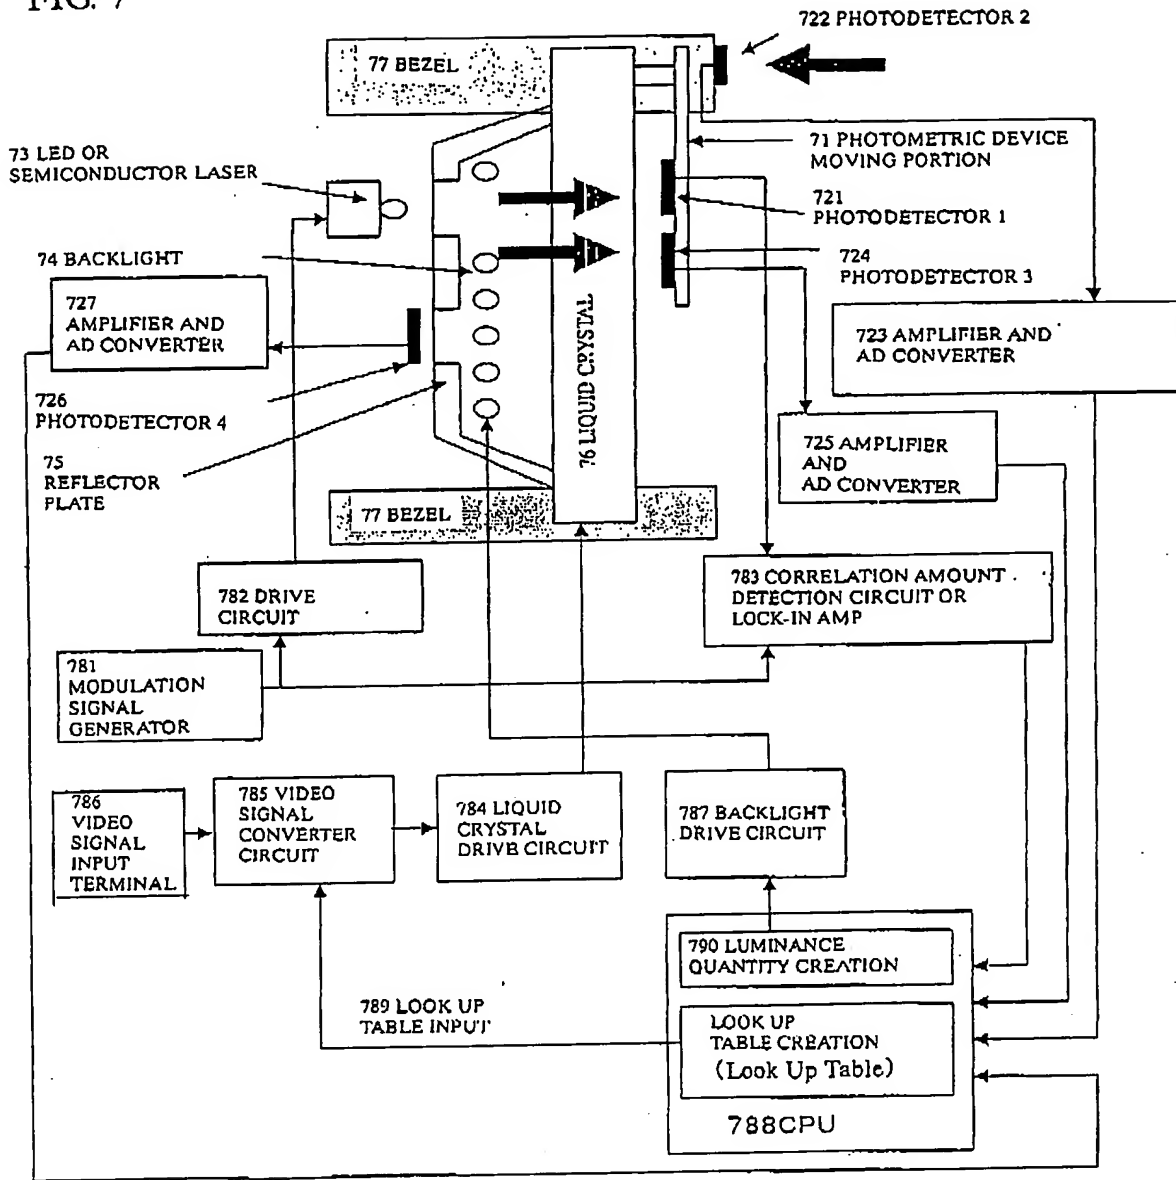 FIG. 7
722 PHOTODETECTOR 2
77 BEZEL
71 PHOTOMETRIC DEVICE
MOVING PORTION
73 LED OR
SEMICONDUCTOR LASER
721
PHOTODETECTOR 1
74 BACKLIGHT
724
PHOTODETECTOR 3
727
AMPLIFIER AND
AD CONVERTER
76 LIQUID CRYSTAL
723 AMPLIFIER AND
AD CONVERTER
726
PHOTODETECTOR 4
725 AMPLIFIER
AND
AD CONVERTER
75
REFLECTOR
PLATE
77 BEZEL
782 DRIVE
CIRCUIT
783 CORRELATION AMOUNT
DETECTION CIRCUIT OR
LOCK-IN AMP
781
MODULATION
SIGNAL
GENERATOR
786
VIDEO
SIGNAL
INPUT
TERMINAL
785 VIDEO
SIGNAL
CONVERTER
CIRCUIT
784 LIQUID
CRYSTAL
DRIVE CIRCUIT
787 BACKLIGHT
DRIVE CIRCUIT
790 LUMINANCE
QUANTITY CREATION
789 LOOK UP
TABLE INPUT
LOOK UP
TABLE CREATION
(Look Up Table)
788CPU